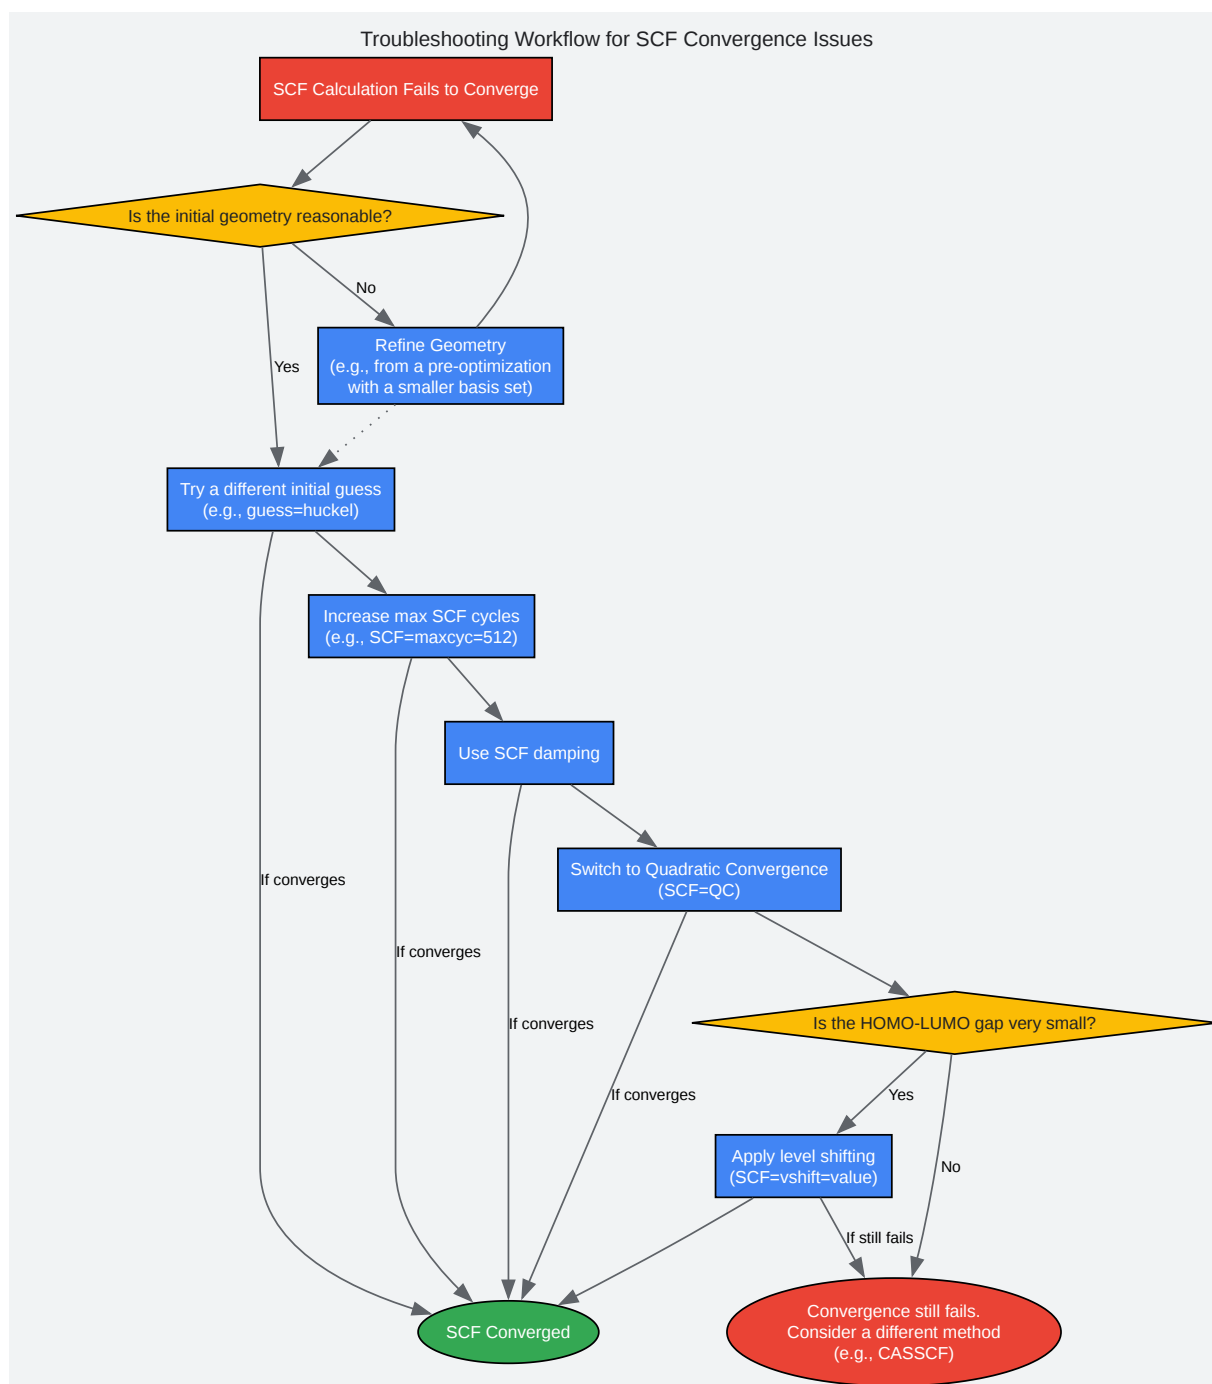 Troubleshooting Workflow for SCF Convergence Issues
SCF Calculation Fails to Converge
Is the initial geometry reasonable?
No
Refine Geometry
(e.g., from a pre-optimization
with a smaller basis set)
Yes
Try a different initial guess
(e.g., guess=huckel)
Increase max SCF cycles
(e.g., SCF=maxcyc=512)
Use SCF damping
Switch to Quadratic Convergence
(SCF=QC)
If converges
If converges
If converges
Is the HOMO-LUMO gap very small?
If converges
Yes
Apply level shifting
(SCF=vshift=value)
No
If still fails
SCF Converged
Convergence still fails.
Consider a different method
(e.g., CASSCF)